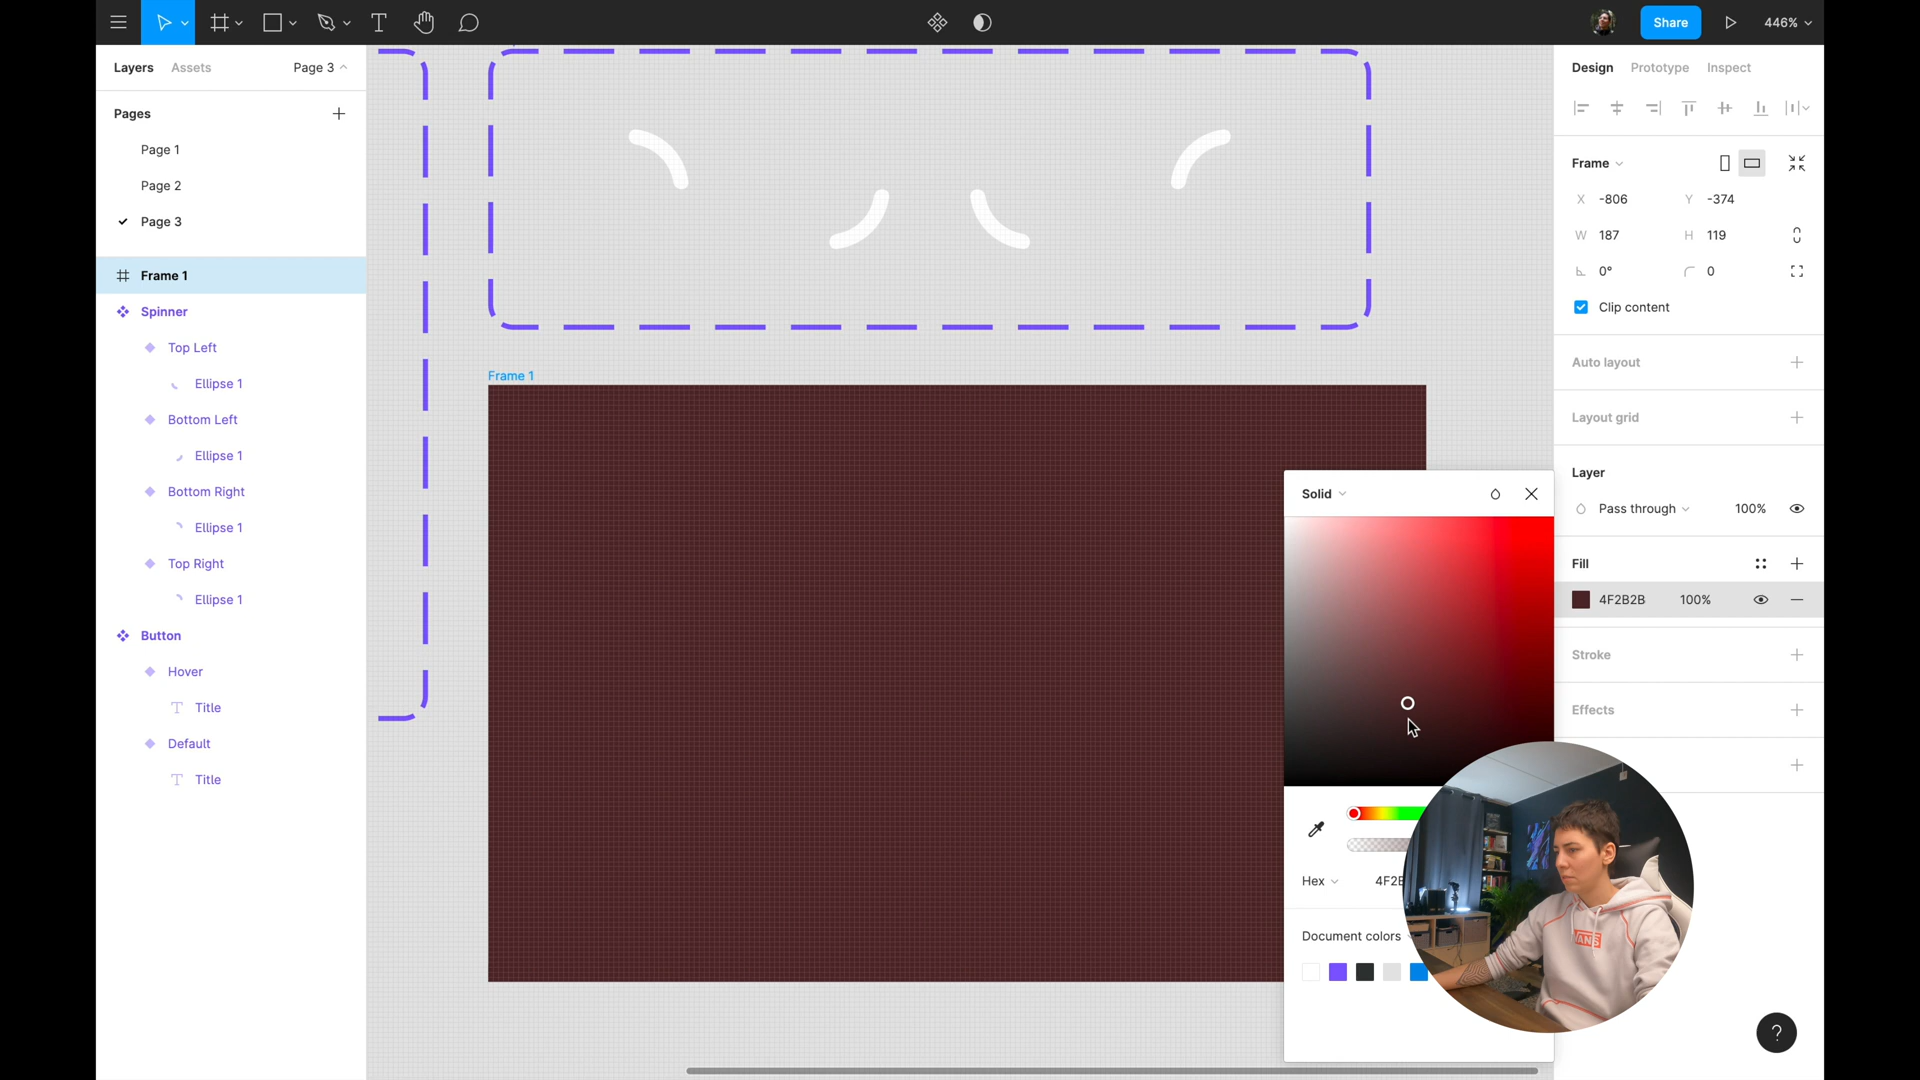 Share
446%
Layers
Assets
Page 3
Pages
Page 1
Page 2
Page 3
Frame 1
Spinner
Top Left
Ellipse 1
Bottom Left
Ellipse 1
Bottom Right
Ellipse 1
Top Right
Ellipse 1
Button
Hover
Title
Default
Title
Frame 1
Design
Prototype
Inspect
Frame
X -806
Y -374
W 187
H 119
0°
0
Clip content
Auto layout
Layout grid
Layer
Pass through
100%
Fill
4F2B2B
100%
Stroke
Effects
Solid
Hex
4F2B
Document colors
?